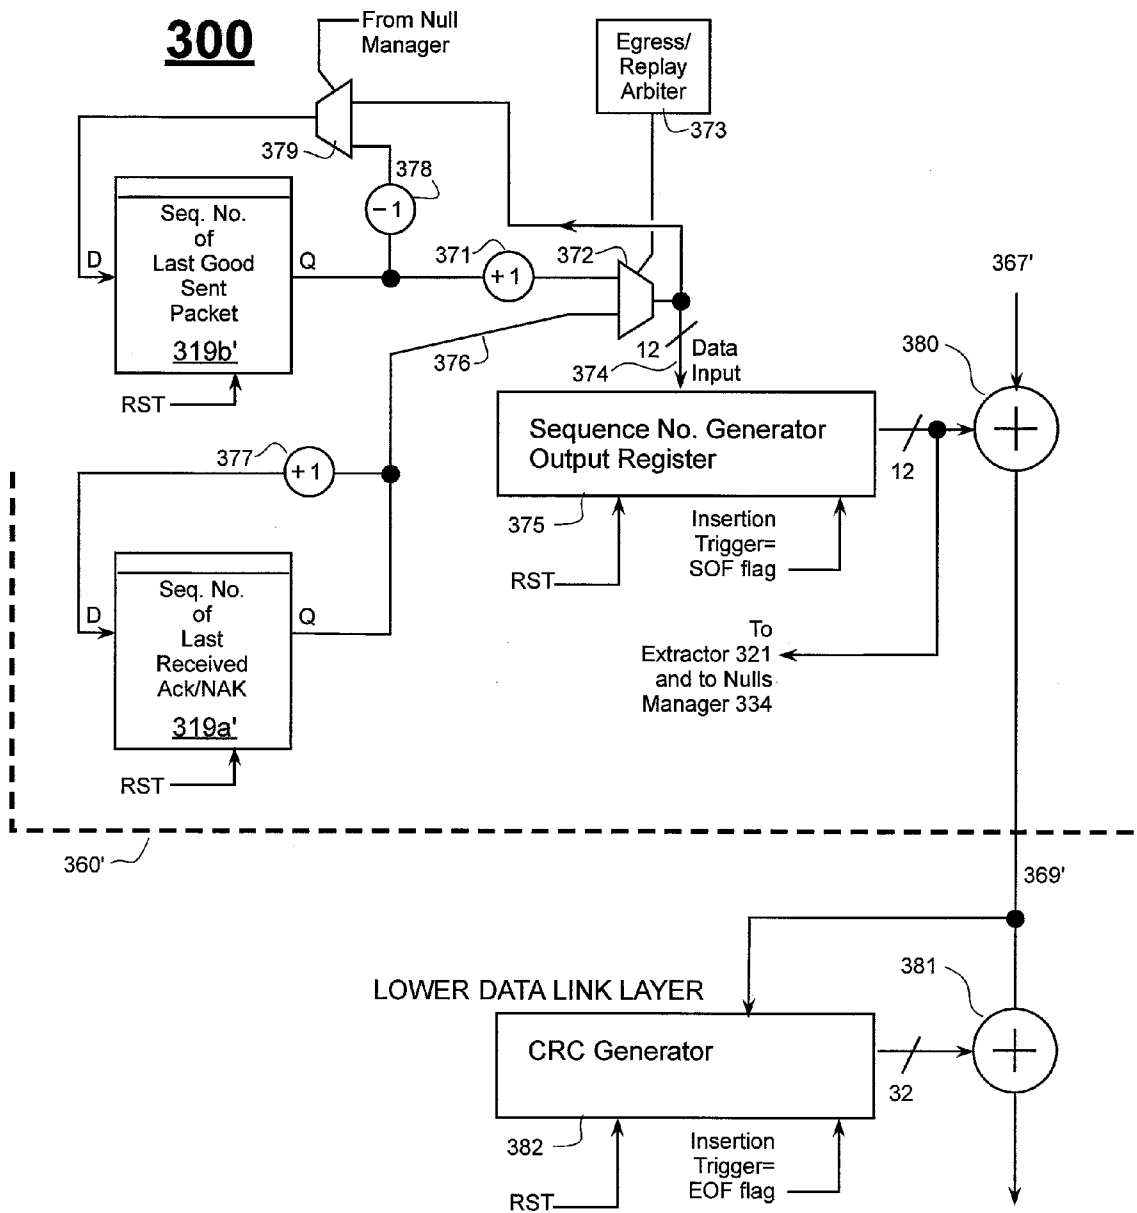 300
From Null
Manager
Egress/
Replay
Arbiter
373
379
378
−1
Seq. No.
of
Last Good
Sent
Packet
319b'
D
Q
RST
371
+1
372
376
12
374
Data
Input
367'
380
+
Sequence No. Generator
Output Register
375
12
RST
Insertion
Trigger=
SOF flag
377
+1
Seq. No.
of
Last
Received
Ack/NAK
319a'
D
Q
RST
To
Extractor 321
and to Nulls
Manager 334
360'
369'
LOWER DATA LINK LAYER
381
+
CRC Generator
382
32
RST
Insertion
Trigger=
EOF flag